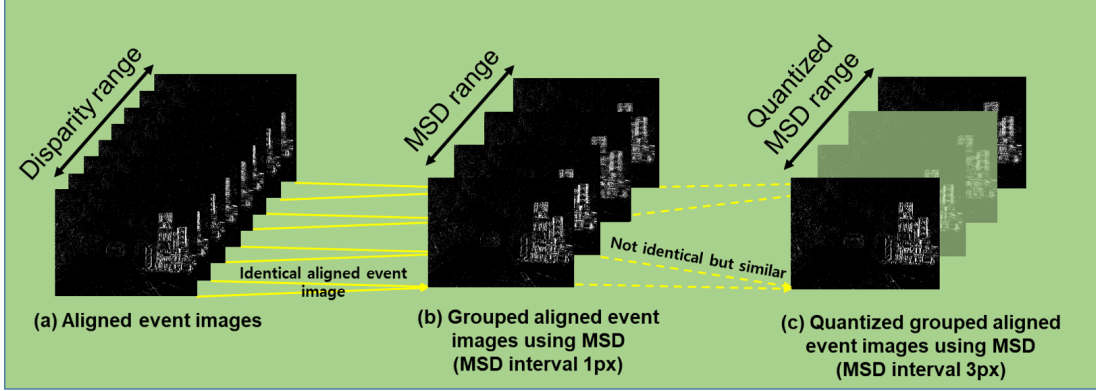 Disparity range
MSD range
Quantized
MSD range
Identical aligned event
image
Not identical but similar
(a) Aligned event images
(b) Grouped aligned event
images using MSD
(MSD interval 1px)
(c) Quantized grouped aligned
event images using MSD
(MSD interval 3px)